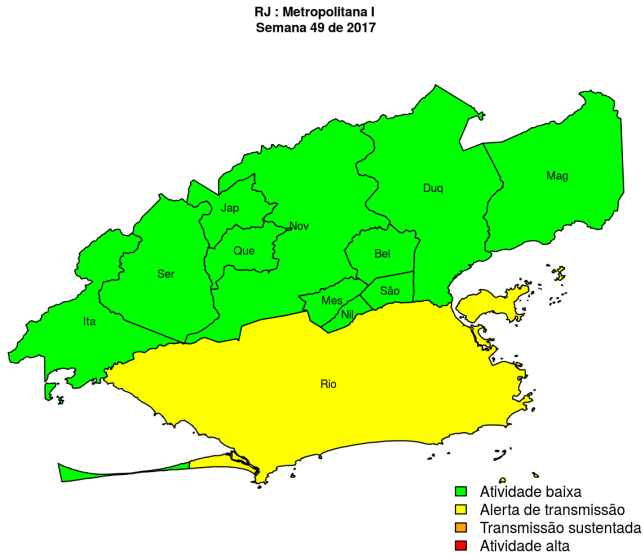 RJ : Metropolitana I
Semana 49 de 2017
Mag
Duq
Jap
Nov
Que
Bel
Ser
São
Mes
Nil
Ita
Rio
Atividade baixa
Alerta de transmissão
Transmissão sustentada
Atividade alta